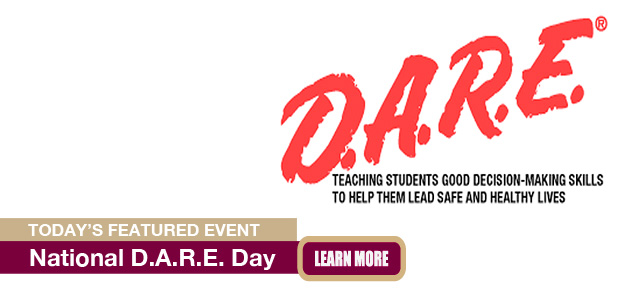 D.A.R.E.®
TEACHING STUDENTS GOOD DECISION-MAKING SKILLS
TO HELP THEM LEAD SAFE AND HEALTHY LIVES
TODAY'S FEATURED EVENT
National D.A.R.E. Day
LEARN MORE